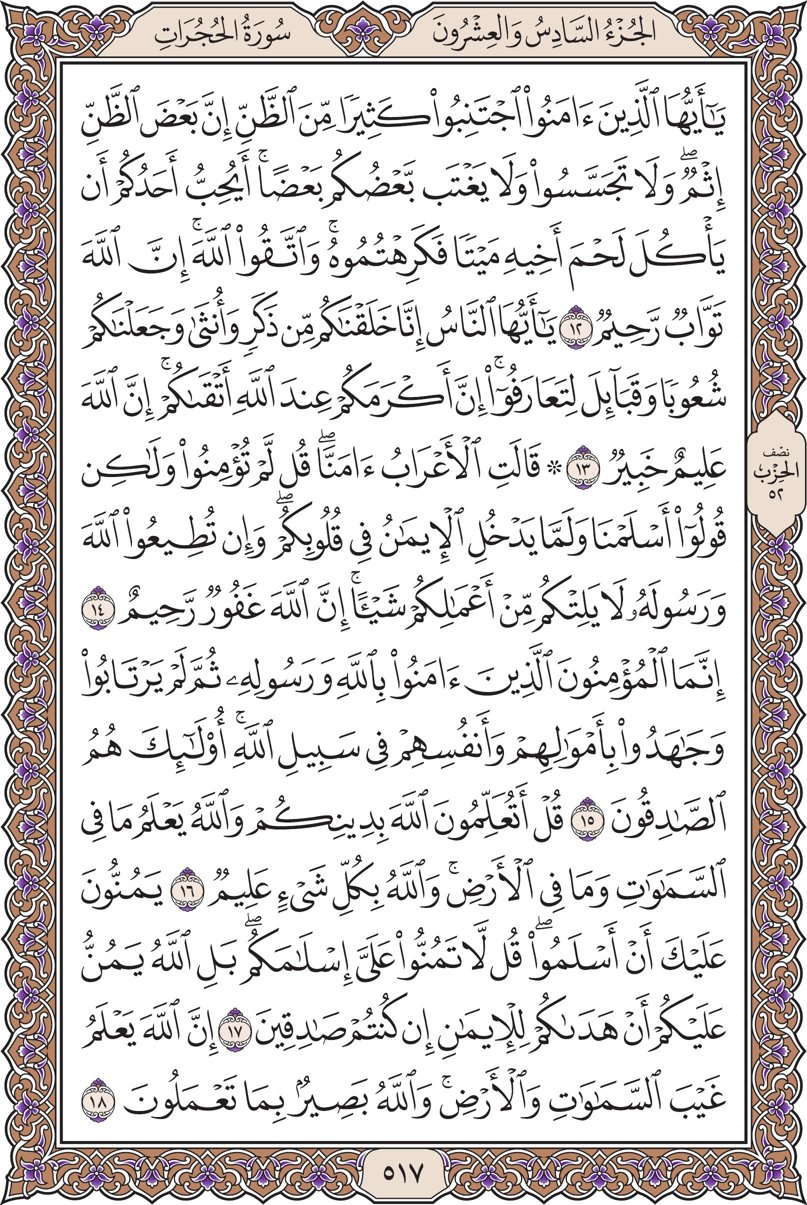 الجُزْءُ السَّادِسُ وَالعِشْرُونَ
سُورَةُ الحُجُرَاتِ
يَٰٓأَيُّهَا ٱلَّذِينَ ءَامَنُواْ ٱجْتَنِبُواْ كَثِيرٗا مِّنَ ٱلظَّنِّ إِنَّ بَعْضَ ٱلظَّنِّ
إِثْمٞۖ وَلَا تَجَسَّسُواْ وَلَا يَغْتَب بَّعْضُكُم بَعْضًاۚ أَيُحِبُّ أَحَدُكُمْ أَن
يَأْكُلَ لَحْمَ أَخِيهِ مَيْتٗا فَكَرِهْتُمُوهُۚ وَٱتَّقُواْ ٱللَّهَۚ إِنَّ ٱللَّهَ
تَوَّابٞ رَّحِيمٞ ١٢ يَٰٓأَيُّهَا ٱلنَّاسُ إِنَّا خَلَقْنَٰكُم مِّن ذَكَرٖ وَأُنثَىٰ وَجَعَلْنَٰكُمْ
شُعُوبٗا وَقَبَآئِلَ لِتَعَارَفُوٓاْۚ إِنَّ أَكْرَمَكُمْ عِندَ ٱللَّهِ أَتْقَىٰكُمْۚ إِنَّ ٱللَّهَ
عَلِيمٌ خَبِيرٞ ١٣ ۞ قَالَتِ ٱلْأَعْرَابُ ءَامَنَّاۖ قُل لَّمْ تُؤْمِنُواْ وَلَٰكِن
قُولُوٓاْ أَسْلَمْنَا وَلَمَّا يَدْخُلِ ٱلْإِيمَٰنُ فِي قُلُوبِكُمْۖ وَإِن تُطِيعُواْ ٱللَّهَ
وَرَسُولَهُۥ لَا يَلِتْكُم مِّنْ أَعْمَٰلِكُمْ شَيْـًٔاۚ إِنَّ ٱللَّهَ غَفُورٞ رَّحِيمٞ ١٤
إِنَّمَا ٱلْمُؤْمِنُونَ ٱلَّذِينَ ءَامَنُواْ بِٱللَّهِ وَرَسُولِهِۦ ثُمَّ لَمْ يَرْتَابُواْ
وَجَٰهَدُواْ بِأَمْوَٰلِهِمْ وَأَنفُسِهِمْ فِي سَبِيلِ ٱللَّهِۚ أُوْلَٰٓئِكَ هُمُ
ٱلصَّٰدِقُونَ ١٥ قُلْ أَتُعَلِّمُونَ ٱللَّهَ بِدِينِكُمْ وَٱللَّهُ يَعْلَمُ مَا فِي
ٱلسَّمَٰوَٰتِ وَمَا فِي ٱلْأَرْضِۚ وَٱللَّهُ بِكُلِّ شَيْءٍ عَلِيمٞ ١٦ يَمُنُّونَ
عَلَيْكَ أَنْ أَسْلَمُواْۖ قُل لَّا تَمُنُّواْ عَلَيَّ إِسْلَٰمَكُمۖ بَلِ ٱللَّهُ يَمُنُّ
عَلَيْكُمْ أَنْ هَدَىٰكُمْ لِلْإِيمَٰنِ إِن كُنتُمْ صَٰدِقِينَ ١٧ إِنَّ ٱللَّهَ يَعْلَمُ
غَيْبَ ٱلسَّمَٰوَٰتِ وَٱلْأَرْضِۚ وَٱللَّهُ بَصِيرُۢ بِمَا تَعْمَلُونَ ١٨
نصف
الحِزْب
٥٢
٥١٧